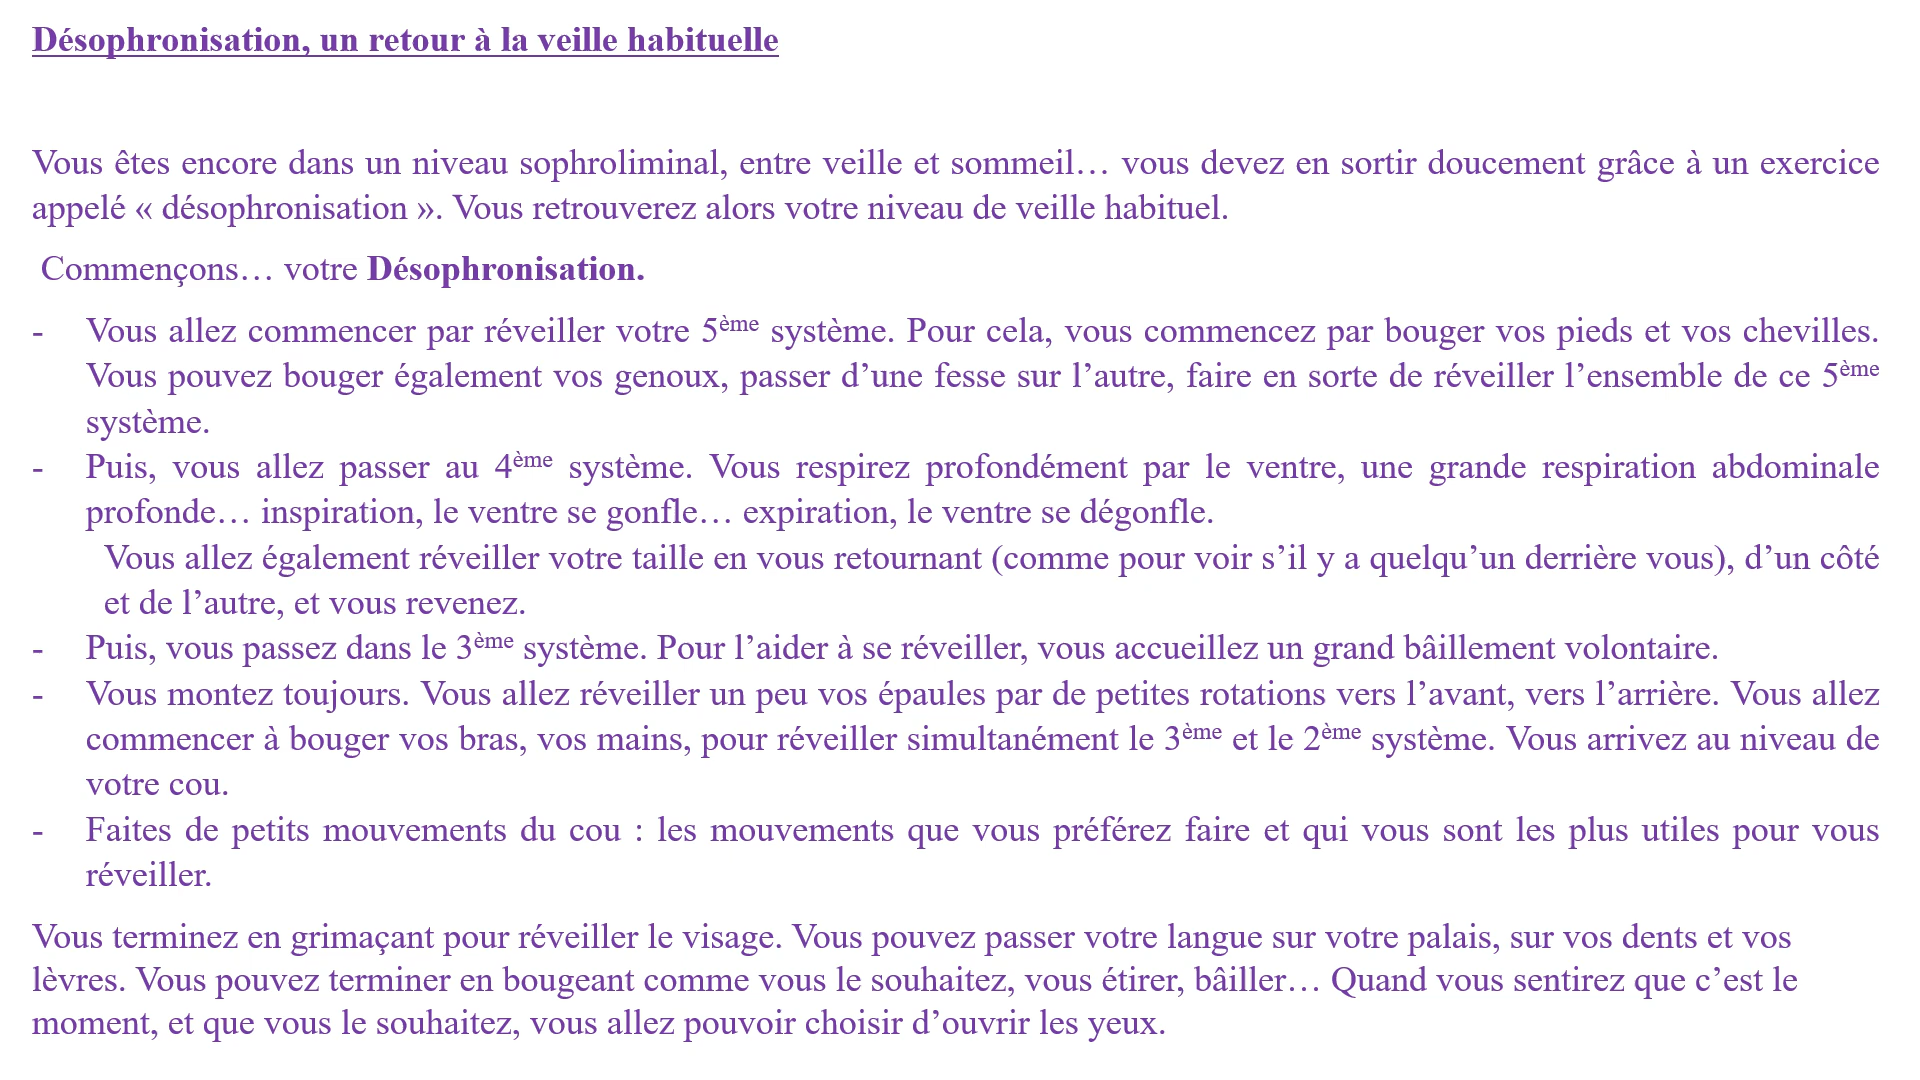 Désophronisation, un retour à la veille habituelle
Vous êtes encore dans un niveau sophroliminal, entre veille et sommeil… vous devez en sortir doucement grâce à un exercice
appelé « désophronisation ». Vous retrouverez alors votre niveau de veille habituel.
Commençons… votre Désophronisation.
- Vous allez commencer par réveiller votre 5ème système. Pour cela, vous commencez par bouger vos pieds et vos chevilles.
Vous pouvez bouger également vos genoux, passer d’une fesse sur l’autre, faire en sorte de réveiller l’ensemble de ce 5ème
système.
- Puis, vous allez passer au 4ème système. Vous respirez profondément par le ventre, une grande respiration abdominale
profonde… inspiration, le ventre se gonfle… expiration, le ventre se dégonfle.
Vous allez également réveiller votre taille en vous retournant (comme pour voir s’il y a quelqu’un derrière vous), d’un côté
et de l’autre, et vous revenez.
- Puis, vous passez dans le 3ème système. Pour l’aider à se réveiller, vous accueillez un grand bâillement volontaire.
- Vous montez toujours. Vous allez réveiller un peu vos épaules par de petites rotations vers l’avant, vers l’arrière. Vous allez
commencer à bouger vos bras, vos mains, pour réveiller simultanément le 3ème et le 2ème système. Vous arrivez au niveau de
votre cou.
- Faites de petits mouvements du cou : les mouvements que vous préférez faire et qui vous sont les plus utiles pour vous
réveiller.
Vous terminez en grimaçant pour réveiller le visage. Vous pouvez passer votre langue sur votre palais, sur vos dents et vos
lèvres. Vous pouvez terminer en bougeant comme vous le souhaitez, vous étirer, bâiller… Quand vous sentirez que c’est le
moment, et que vous le souhaitez, vous allez pouvoir choisir d’ouvrir les yeux.